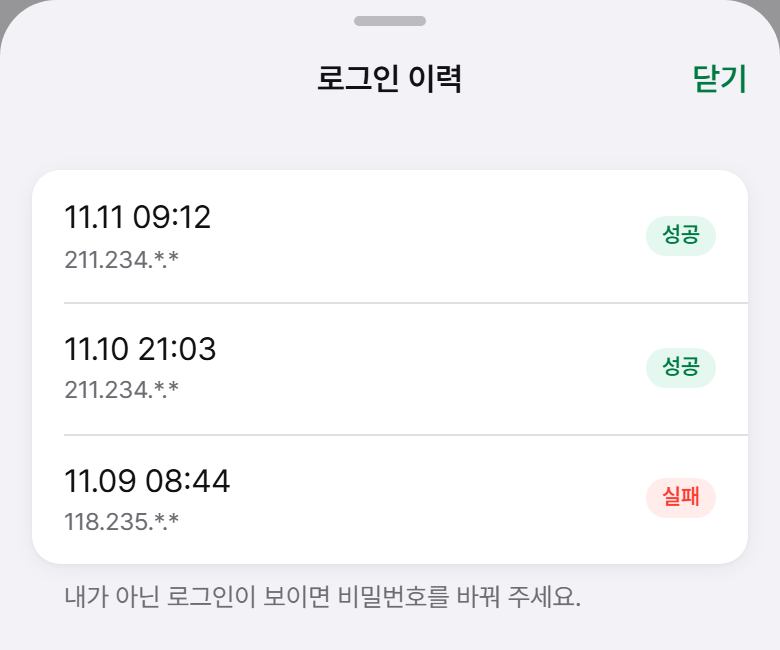 로그인 이력
닫기
11.11 09:12
211.234.*.*
성공
11.10 21:03
211.234.*.*
성공
11.09 08:44
118.235.*.*
실패
내가 아닌 로그인이 보이면 비밀번호를 바꿔 주세요.